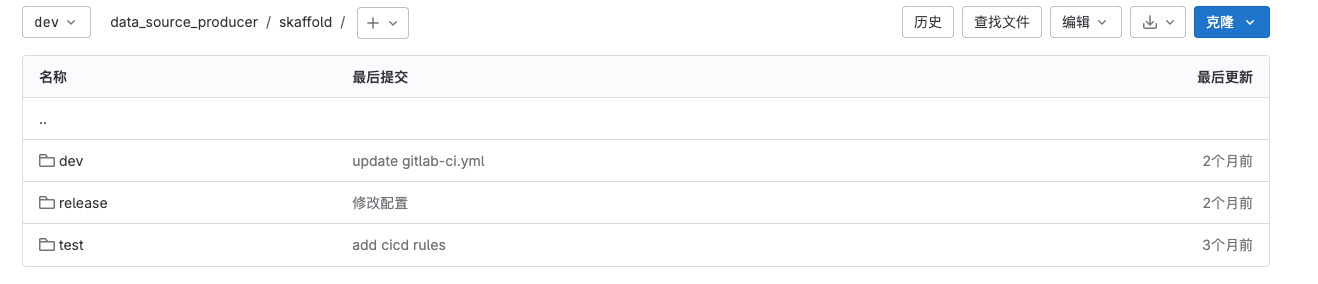 dev data_source_producer / skaffold / + 历史 查找文件 编辑 克隆
名称 最后提交 最后更新
..
dev update gitlab-ci.yml 2个月前
release 修改配置 2个月前
test add cicd rules 3个月前